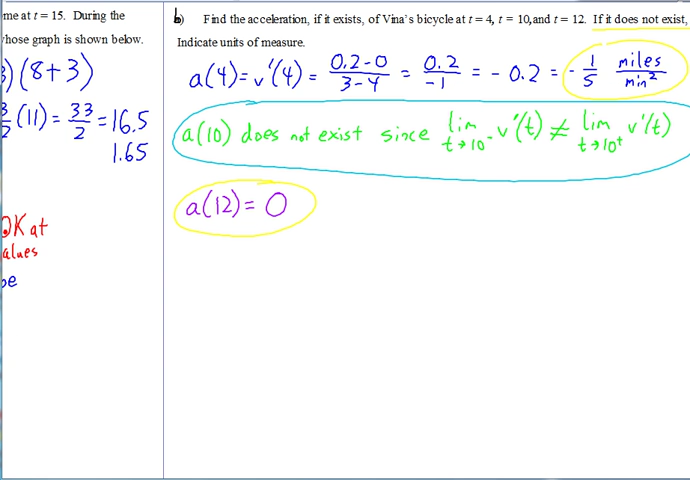 me at t = 15. During the
whose graph is shown below.
) (8+3)
(11) = 33/2 = 16.5
1.65
OK at
alues
be
b) Find the acceleration, if it exists, of Vina's bicycle at t = 4, t = 10, and t = 12. If it does not exist,
Indicate units of measure.
a(4) = v'(4) = 0.2-0/3-4 = 0.2/-1 = -0.2 = -1/5 miles/min²
a(10) does not exist since lim t→10⁻ v'(t) ≠ lim t→10⁺ v'(t)
a(12) = 0